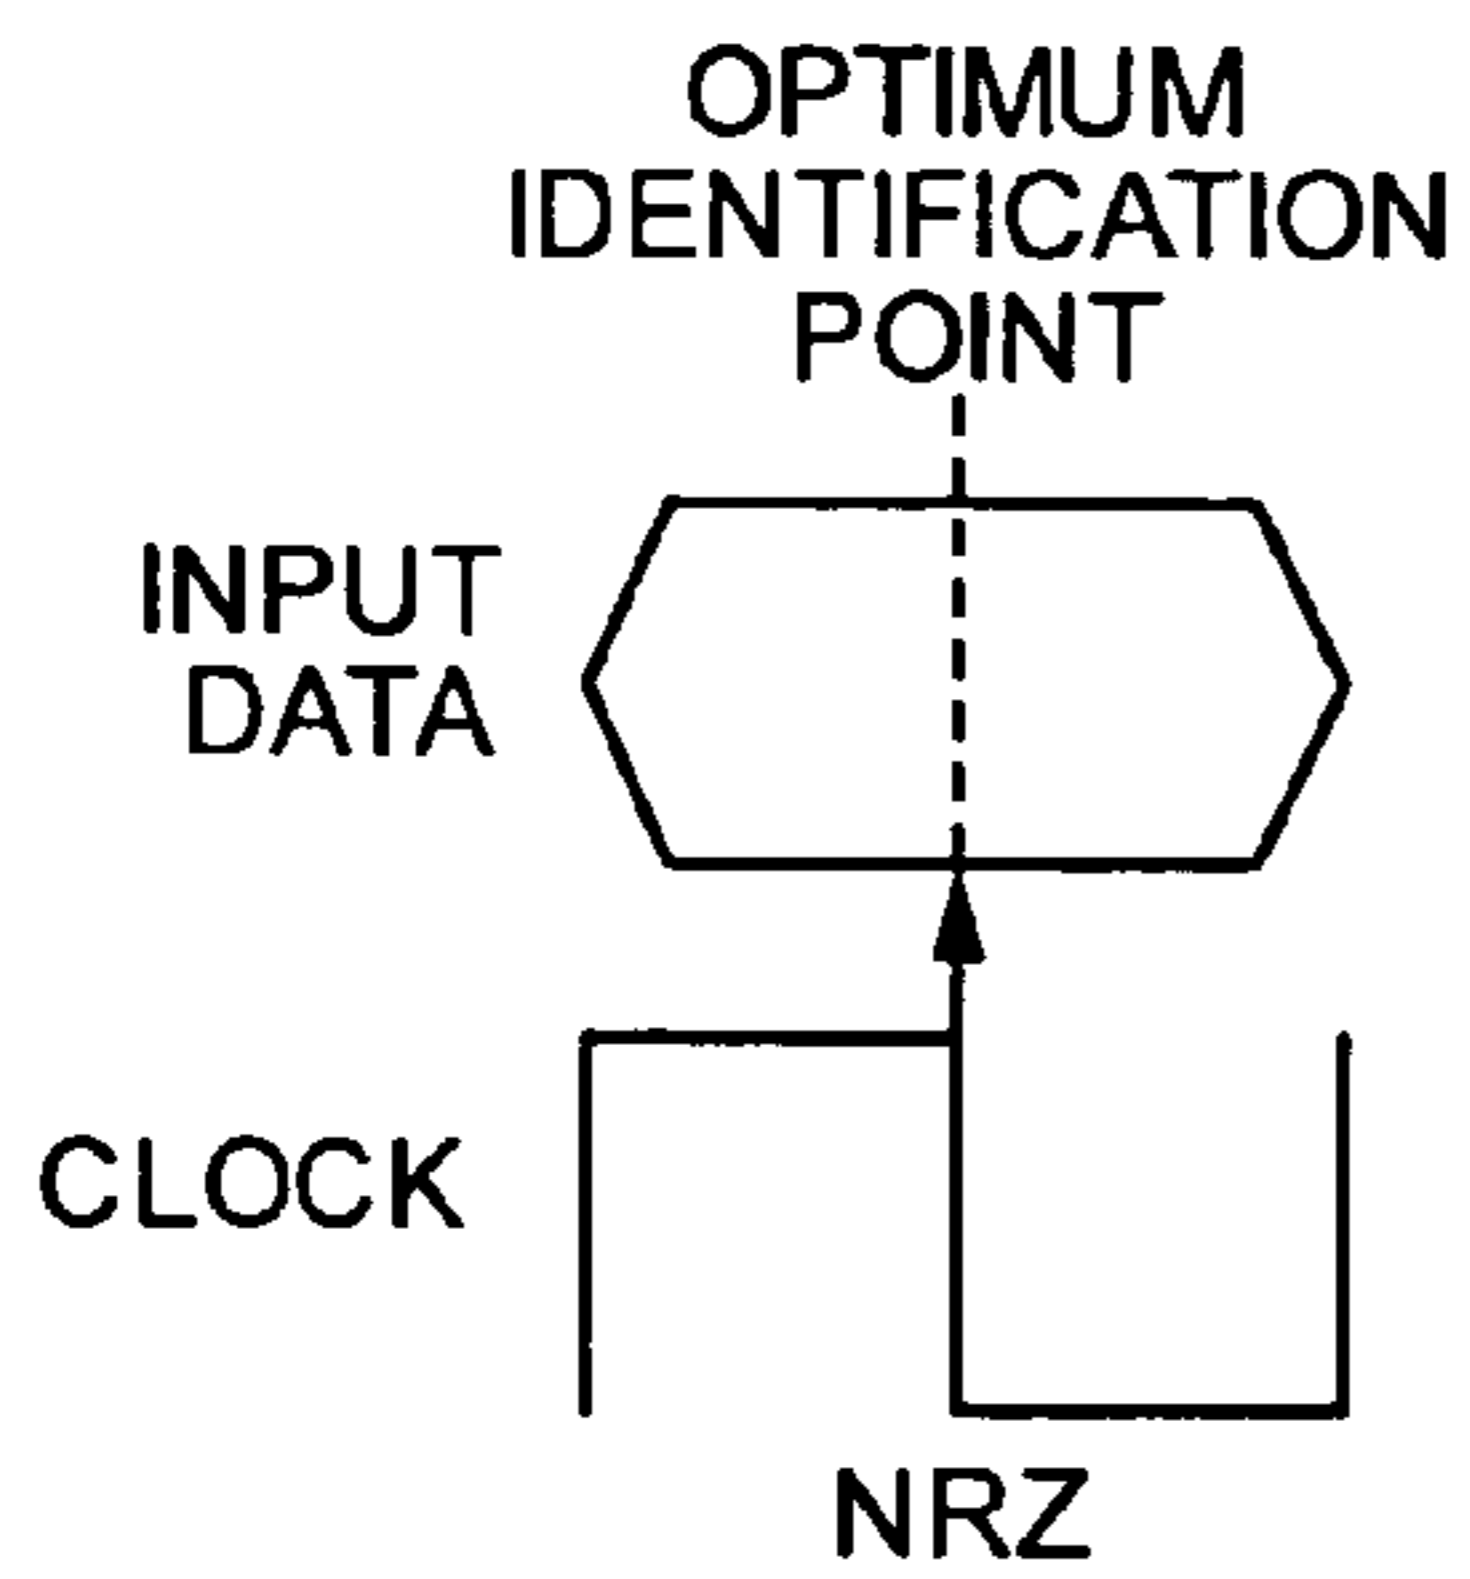 OPTIMUM
IDENTIFICATION
POINT
INPUT
DATA
CLOCK
NRZ